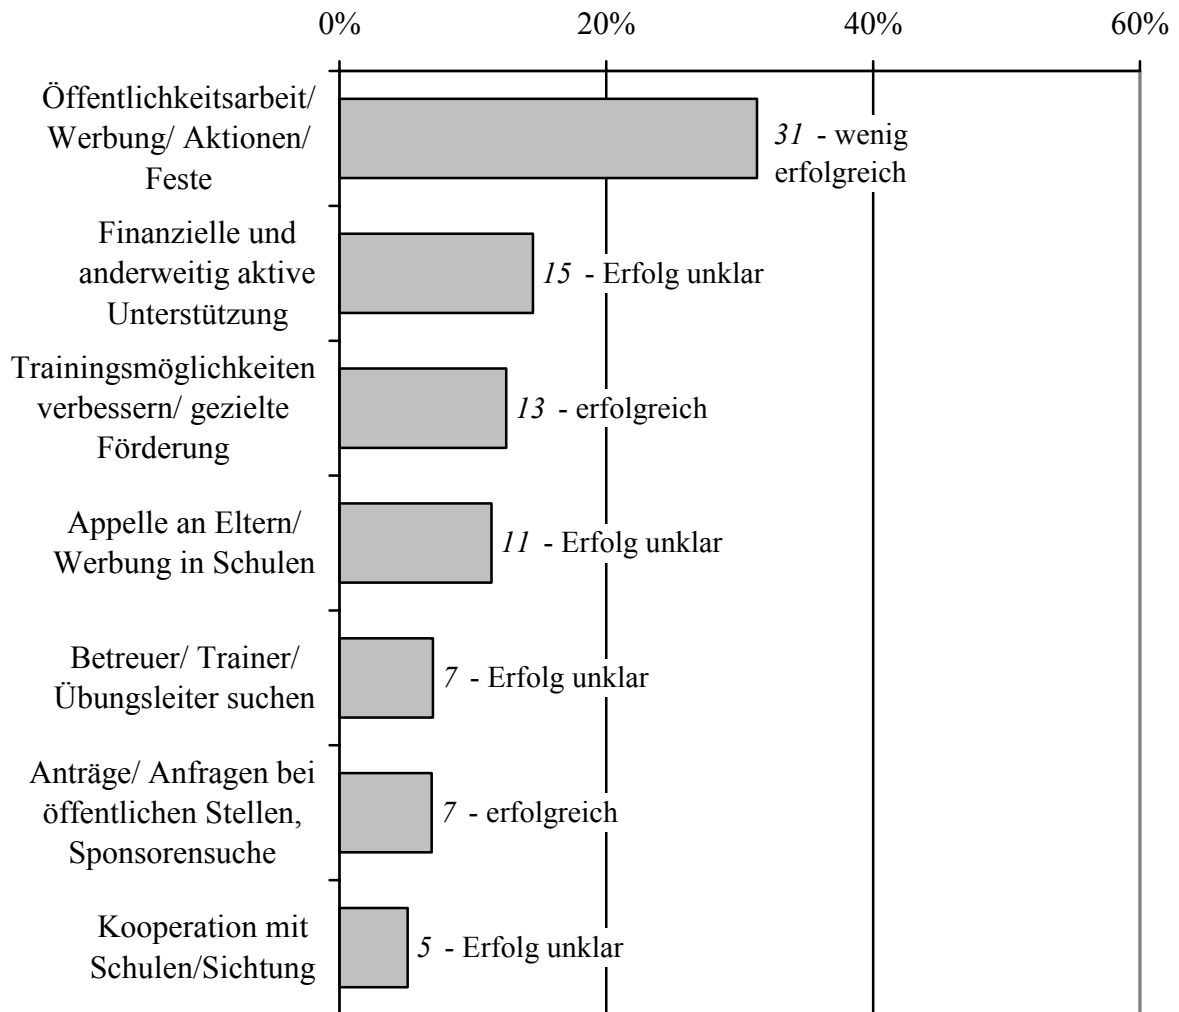 0% 20% 40% 60%
Öffentlichkeitsarbeit/
Werbung/ Aktionen/
Feste
31 - wenig
erfolgreich
Finanzielle und
anderweitig aktive
Unterstützung
15 - Erfolg unklar
Trainingsmöglichkeiten
verbessern/ gezielte
Förderung
13 - erfolgreich
Appelle an Eltern/
Werbung in Schulen
11 - Erfolg unklar
Betreuer/ Trainer/
Übungsleiter suchen
7 - Erfolg unklar
Anträge/ Anfragen bei
öffentlichen Stellen,
Sponsorensuche
7 - erfolgreich
Kooperation mit
Schulen/Sichtung
5 - Erfolg unklar